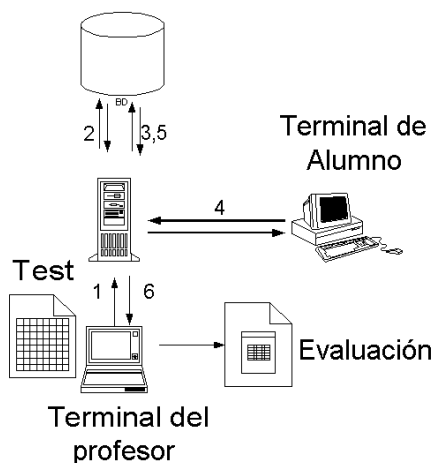 BD
2
3,5
Terminal de
Alumno
4
Test
1
6
Evaluación
Terminal del
profesor